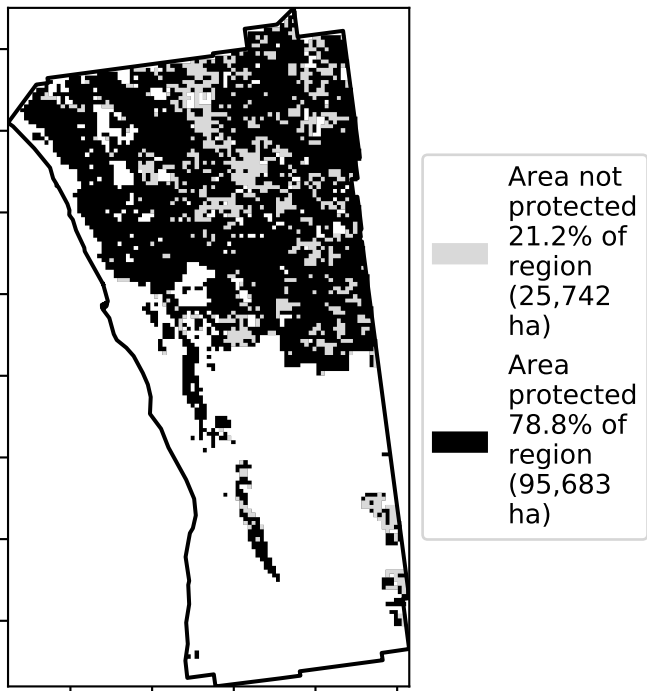 Area not
protected
21.2% of
region
(25,742
ha)
Area
protected
78.8% of
region
(95,683
ha)